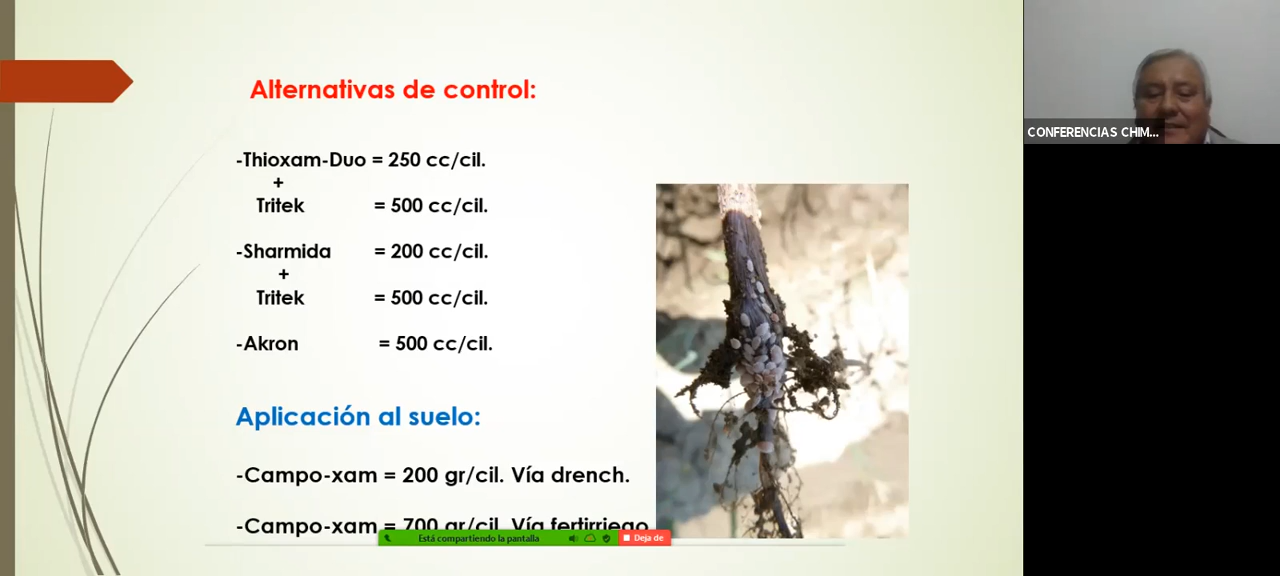 Alternativas de control:
-Thioxam-Duo = 250 cc/cil.
+
Tritek = 500 cc/cil.
-Sharmida = 200 cc/cil.
+
Tritek = 500 cc/cil.
-Akron = 500 cc/cil.
Aplicación al suelo:
-Campo-xam = 200 gr/cil. Vía drench.
-Campo-xam = 700 gr/cil. Vía fertirriego
Está compartiendo la pantalla
Deja de
CONFERENCIAS CHIM...